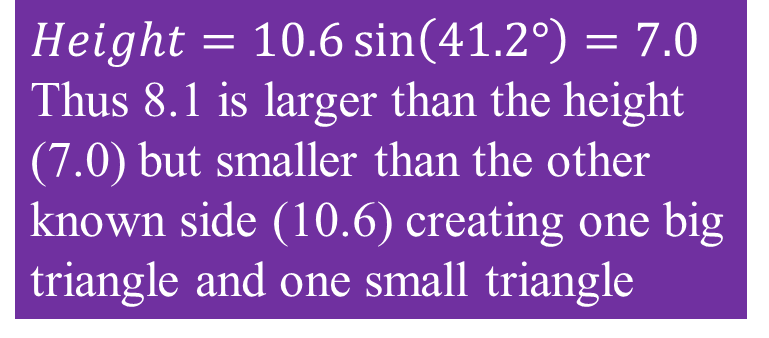 Height = 10.6 sin(41.2°) = 7.0
Thus 8.1 is larger than the height
(7.0) but smaller than the other
known side (10.6) creating one big
triangle and one small triangle